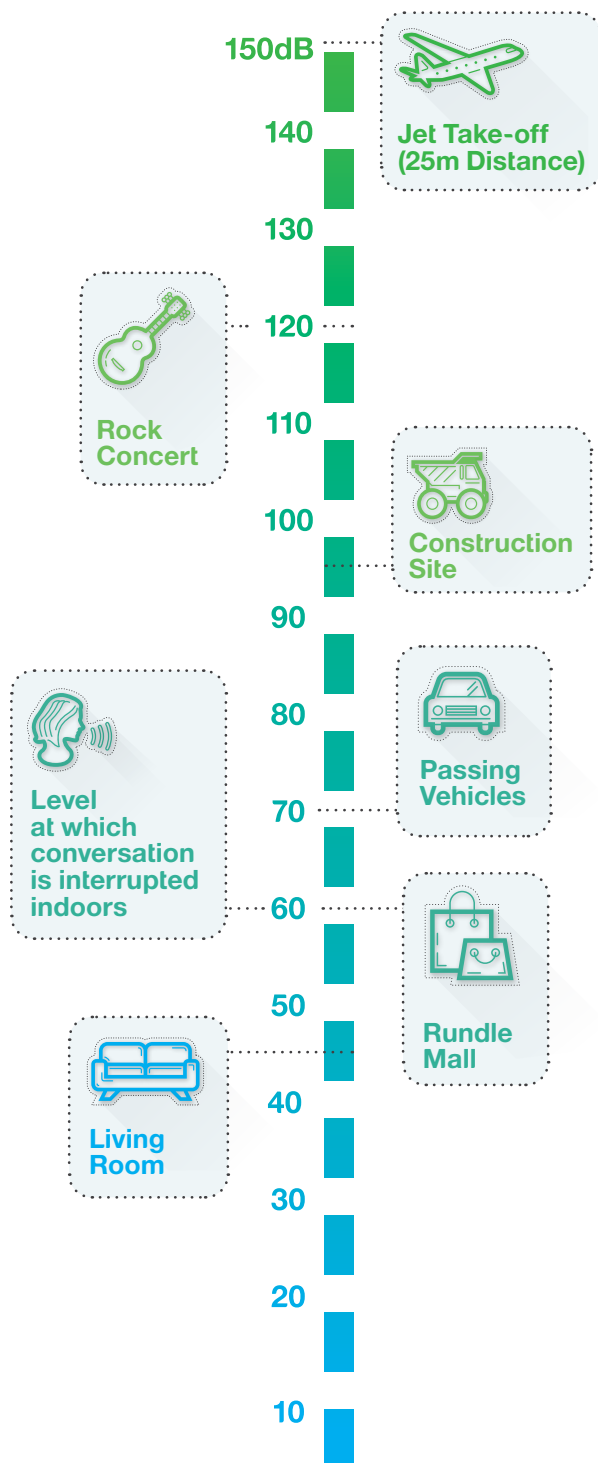 150dB
Jet Take-off
(25m Distance)
140
130
120
Rock
Concert
110
100
Construction
Site
90
80
Passing
Vehicles
70
Level
at which
conversation
is interrupted
indoors
60
Rundle
Mall
50
Living
Room
40
30
20
10